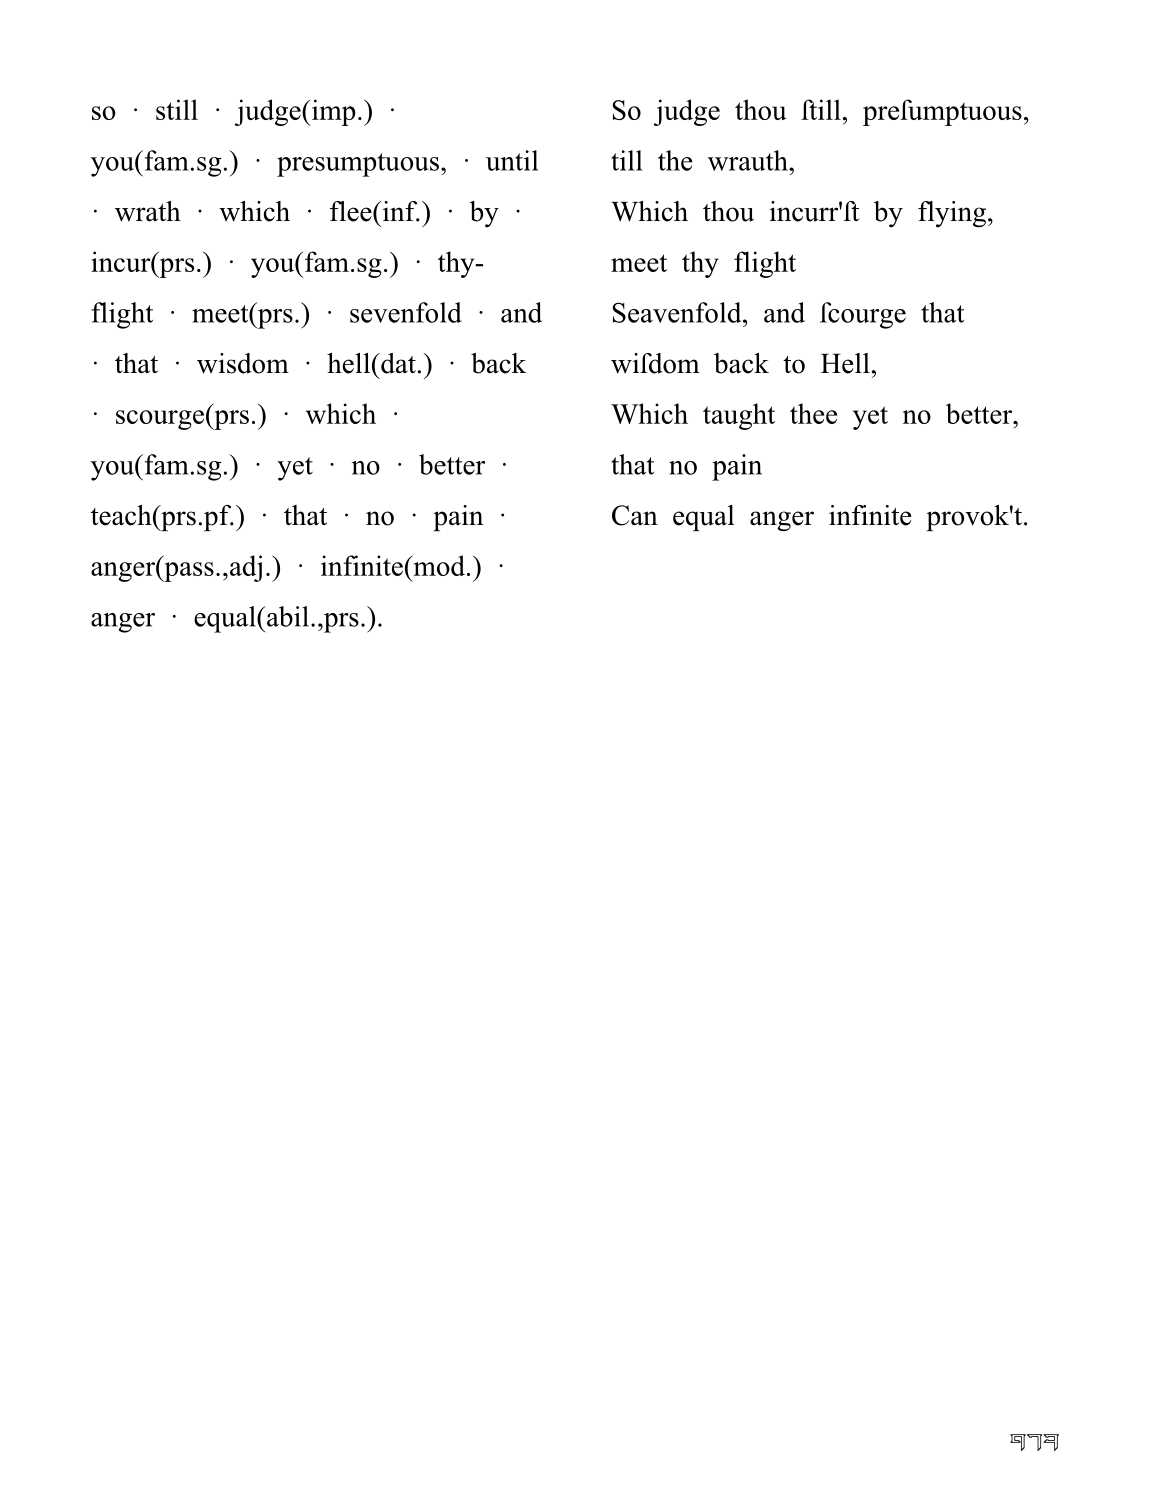 so · still · judge(imp.) ·
you(fam.sg.) · presumptuous, · until
· wrath · which · flee(inf.) · by ·
incur(prs.) · you(fam.sg.) · thy-
flight · meet(prs.) · sevenfold · and
· that · wisdom · hell(dat.) · back
· scourge(prs.) · which ·
you(fam.sg.) · yet · no · better ·
teach(prs.pf.) · that · no · pain ·
anger(pass.,adj.) · infinite(mod.) ·
anger · equal(abil.,prs.).
So judge thou ſtill, preſumptuous,
till the wrauth,
Which thou incurr'ſt by flying,
meet thy flight
Seavenfold, and ſcourge that
wiſdom back to Hell,
Which taught thee yet no better,
that no pain
Can equal anger infinite provok't.